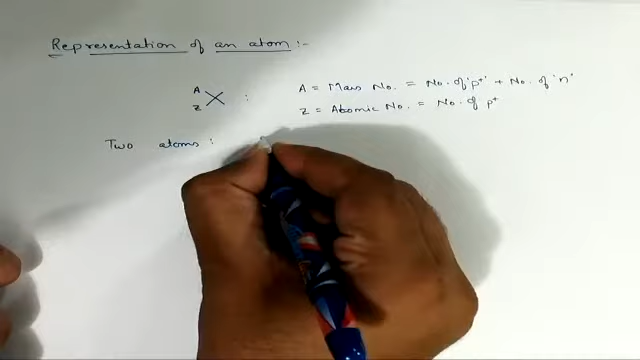 Representation of an atom :-
A
Z X : A = Mass No. = No. of 'p+' + No. of 'n'
Z = Atomic No. = No. of p+
Two atoms :